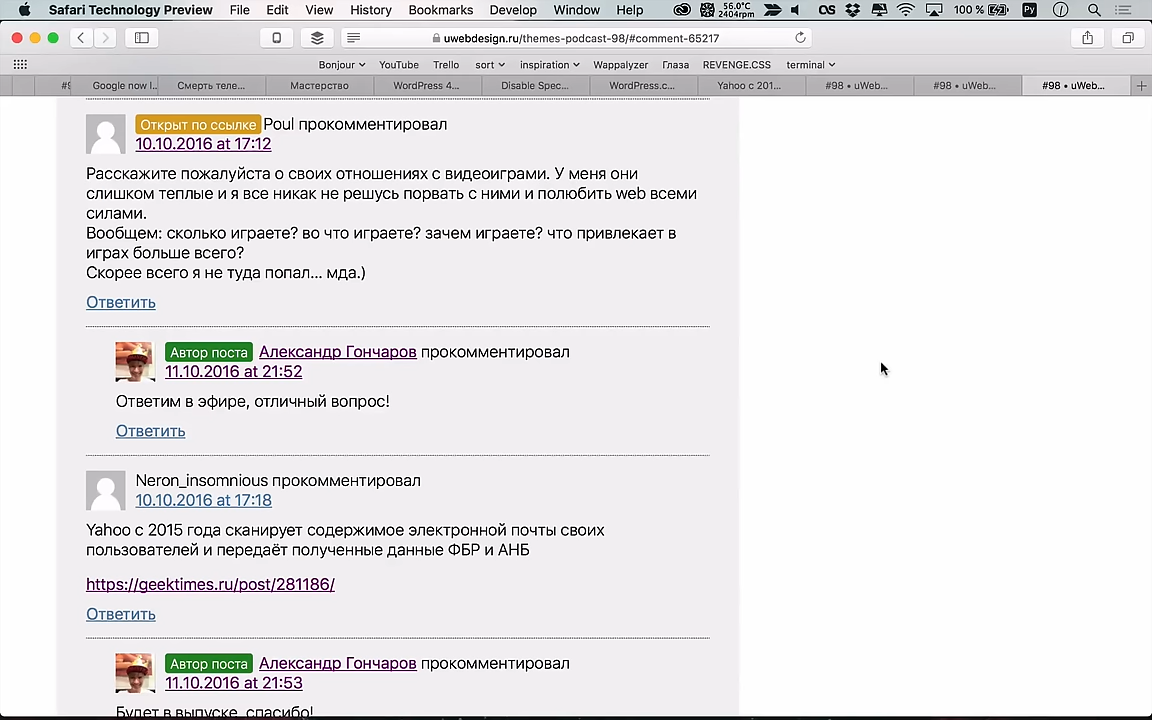 Safari Technology Preview File Edit View History Bookmarks Develop Window Help 56.0°C 2404rpm 100 % Ру
uwebdesign.ru/themes-podcast-98/#comment-65217
Bonjour YouTube Trello sort inspiration Wappalyzer Глаза REVENGE.CSS terminal
Google now l... Смерть теле... Мастерство WordPress 4... Disable Spec... WordPress.c... Yahoo с 201... #98 • uWeb... #98 • uWeb... #98 • uWeb...
Открыт по ссылке Poul прокомментировал
10.10.2016 at 17:12
Расскажите пожалуйста о своих отношениях с видеоиграми. У меня они
слишком теплые и я все никак не решусь порвать с ними и полюбить web всеми
силами.
Вообщем: сколько играете? во что играете? зачем играете? что привлекает в
играх больше всего?
Скорее всего я не туда попал... мда.)
Ответить
Автор поста Александр Гончаров прокомментировал
11.10.2016 at 21:52
Ответим в эфире, отличный вопрос!
Ответить
Neron_insomnious прокомментировал
10.10.2016 at 17:18
Yahoo с 2015 года сканирует содержимое электронной почты своих
пользователей и передаёт полученные данные ФБР и АНБ
https://geektimes.ru/post/281186/
Ответить
Автор поста Александр Гончаров прокомментировал
11.10.2016 at 21:53
Будет в выпуске, спасибо!